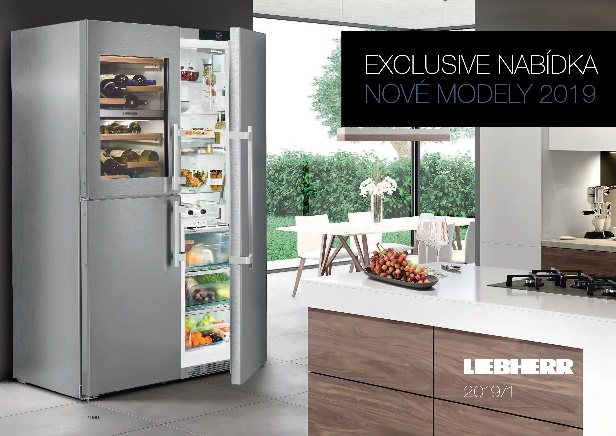 EXCLUSIVE NABÍDKA
NOVÉ MODELY 2019
LIEBHERR
2019/1